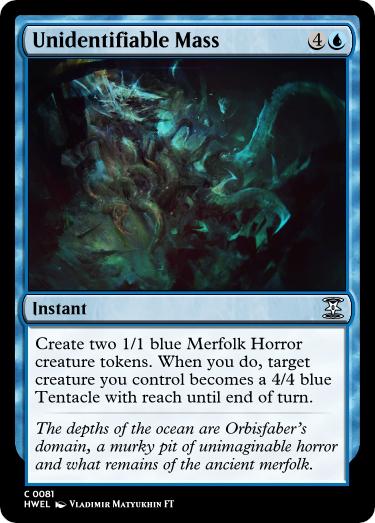 Unidentifiable Mass 4
Instant
Create two 1/1 blue Merfolk Horror
creature tokens. When you do, target
creature you control becomes a 4/4 blue
Tentacle with reach until end of turn.
The depths of the ocean are Orbisfaber's
domain, a murky pit of unimaginable horror
and what remains of the ancient merfolk.
C 0081
HWEL Vladimir Matyukhin FT